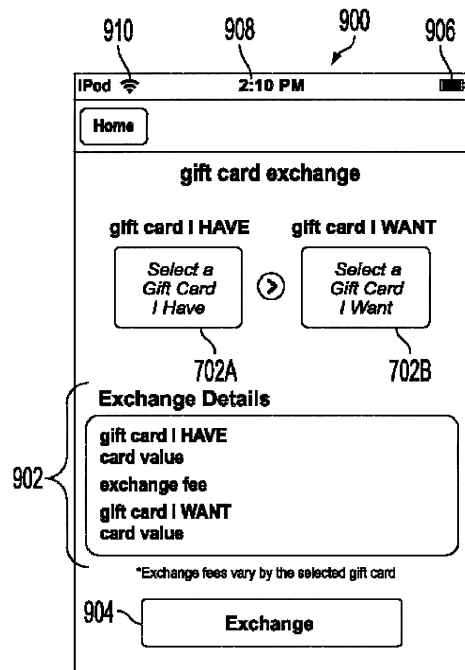 910 908 900 906
iPod 2:10 PM
Home
gift card exchange
gift card I HAVE gift card I WANT
Select a Select a
Gift Card Gift Card
I Have I Want
702A 702B
Exchange Details
gift card I HAVE
card value
902 exchange fee
gift card I WANT
card value
*Exchange fees vary by the selected gift card
904 Exchange